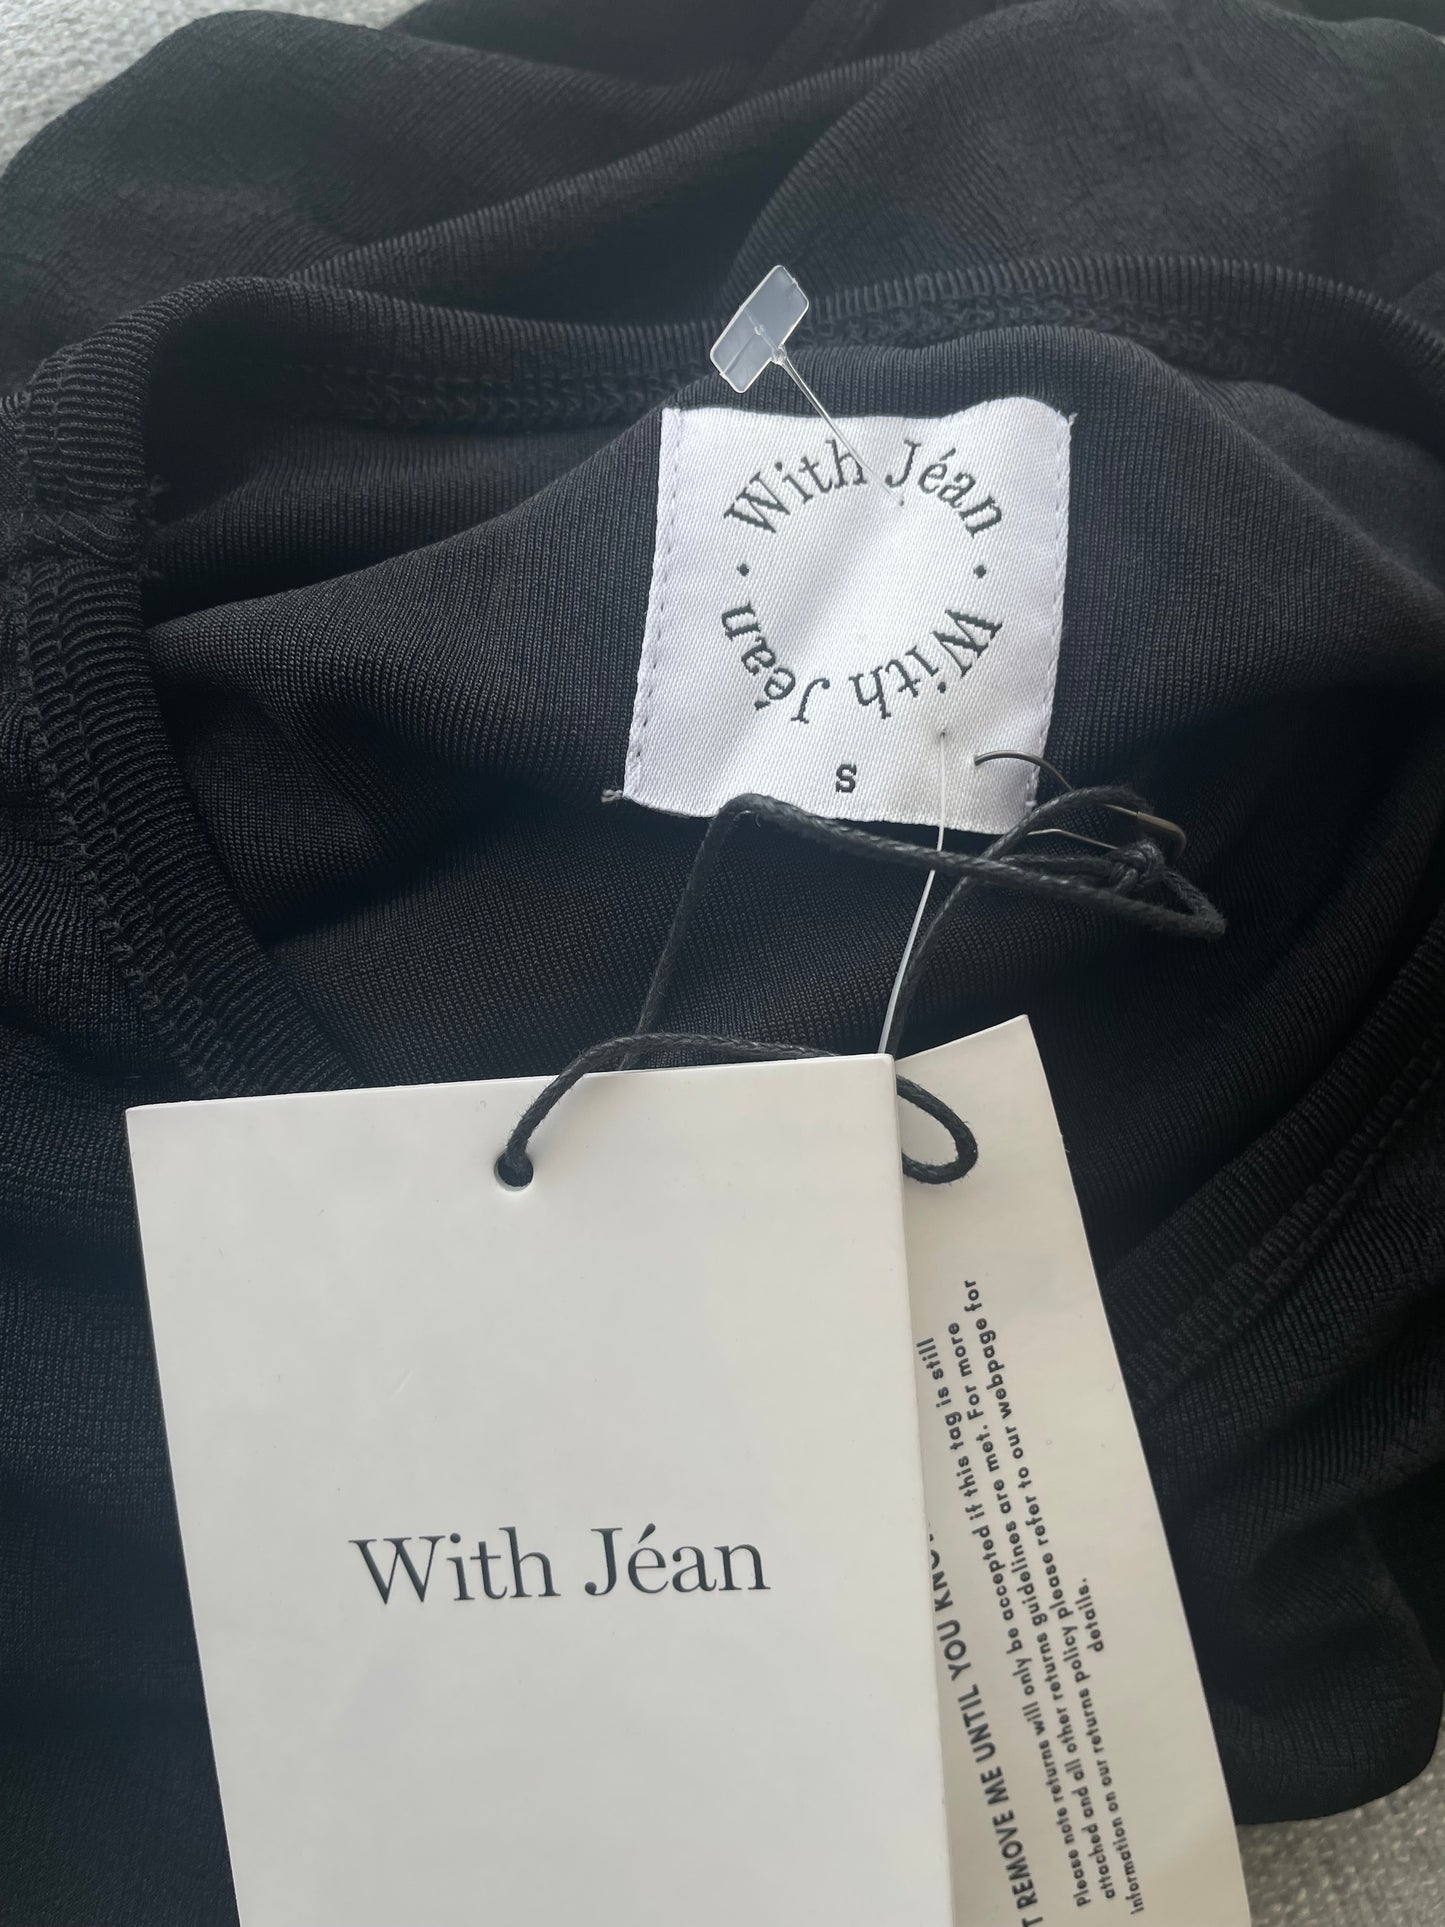 With Jéan · With Jéan ·
S
With Jéan
T REMOVE ME UNTIL YOU
Please note returns will only be accepted if this tag is still
attached and all other returns guidelines are met. For more
information on our returns policy please refer to our webpage for
details.